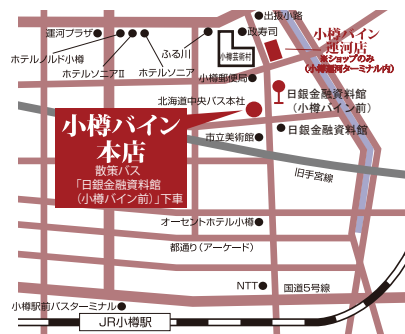 出抜小路
運河プラザ
政寿司
小樽バイン
運河店
※ショップのみ
(小樽運河ターミナル内)
ふる川
小樽芸術村
ホテルノルド小樽
ホテルソニアⅡ
ホテルソニア
小樽郵便局
日銀金融資料館
(小樽バイン前)
北海道中央バス本社
小樽バイン
本店
散策バス
「日銀金融資料館
(小樽バイン前)」下車
日銀金融資料館
市立美術館
旧手宮線
オーセントホテル小樽
都通り(アーケード)
NTT
国道5号線
小樽駅前バスターミナル
JR小樽駅